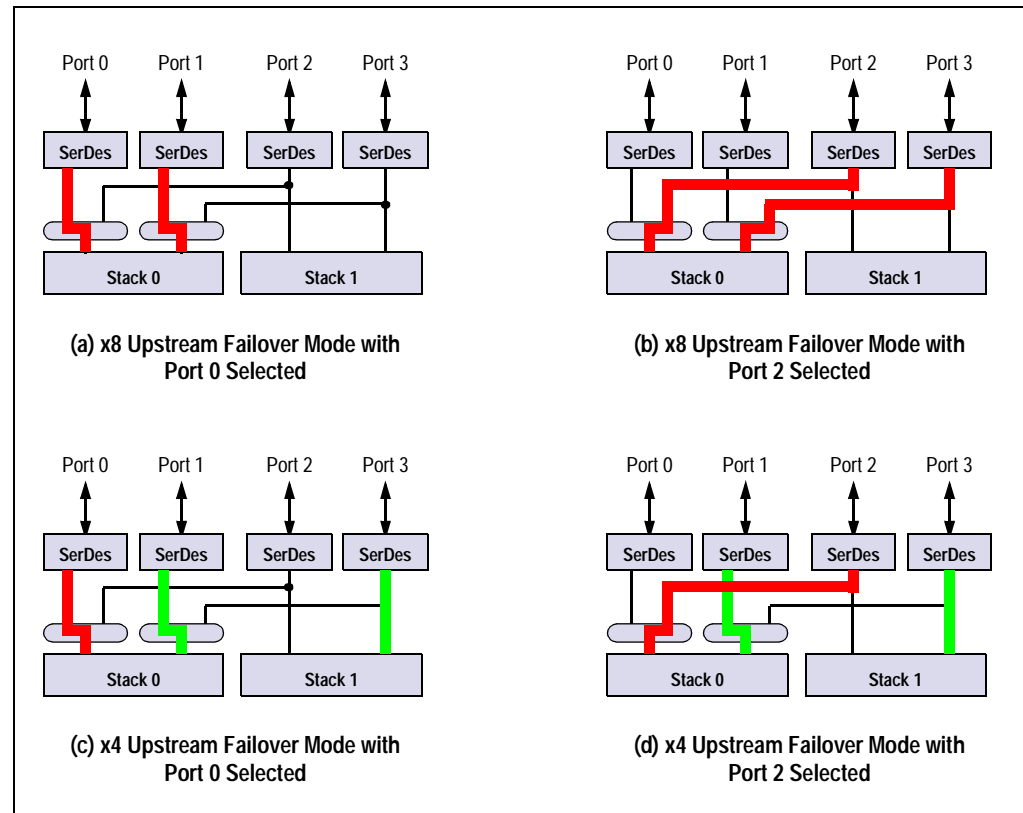 Port 0 Port 1 Port 2 Port 3
SerDes SerDes SerDes SerDes
Stack 0 Stack 1
(a) x8 Upstream Failover Mode with
Port 0 Selected
Port 0 Port 1 Port 2 Port 3
SerDes SerDes SerDes SerDes
Stack 0 Stack 1
(b) x8 Upstream Failover Mode with
Port 2 Selected
Port 0 Port 1 Port 2 Port 3
SerDes SerDes SerDes SerDes
Stack 0 Stack 1
(c) x4 Upstream Failover Mode with
Port 0 Selected
Port 0 Port 1 Port 2 Port 3
SerDes SerDes SerDes SerDes
Stack 0 Stack 1
(d) x4 Upstream Failover Mode with
Port 2 Selected